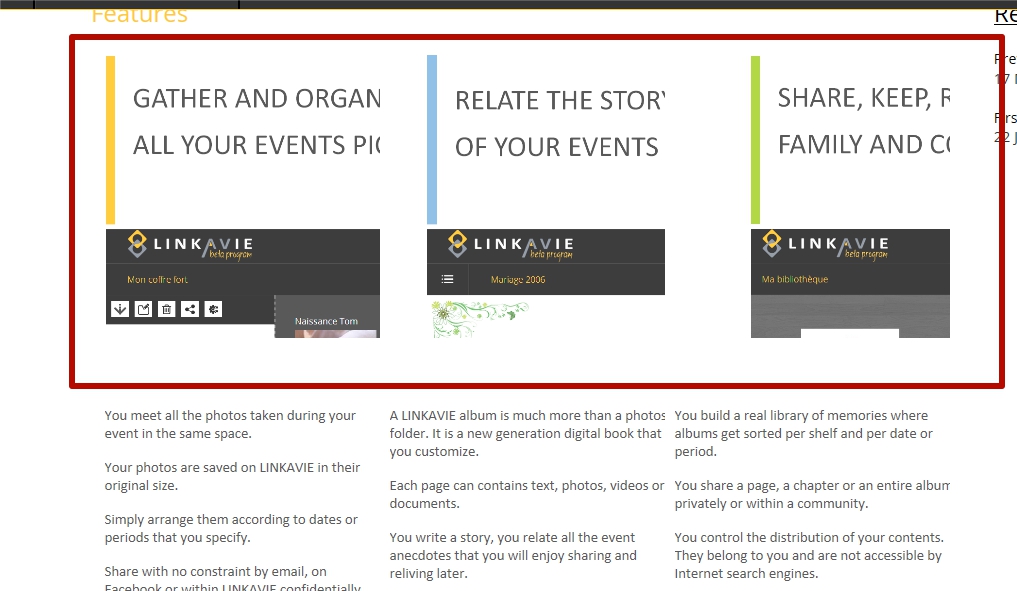 Features
GATHER AND ORGAN
ALL YOUR EVENTS PIC
LINKAVIE
beta program
Mon coffre fort
Naissance Tom
RELATE THE STORY
OF YOUR EVENTS
LINKAVIE
beta program
Mariage 2006
SHARE, KEEP, R
FAMILY AND CO
LINKAVIE
beta program
Ma bibliothèque
You meet all the photos taken during your
event in the same space.
Your photos are saved on LINKAVIE in their
original size.
Simply arrange them according to dates or
periods that you specify.
Share with no constraint by email, on
Facebook or within LINKAVIE confidentially
A LINKAVIE album is much more than a photos
folder. It is a new generation digital book that
you customize.
Each page can contains text, photos, videos or
documents.
You write a story, you relate all the event
anecdotes that you will enjoy sharing and
reliving later.
You build a real library of memories where
albums get sorted per shelf and per date or
period.
You share a page, a chapter or an entire album
privately or within a community.
You control the distribution of your contents.
They belong to you and are not accessible by
Internet search engines.
Re
Pre
17
Firs
22 J